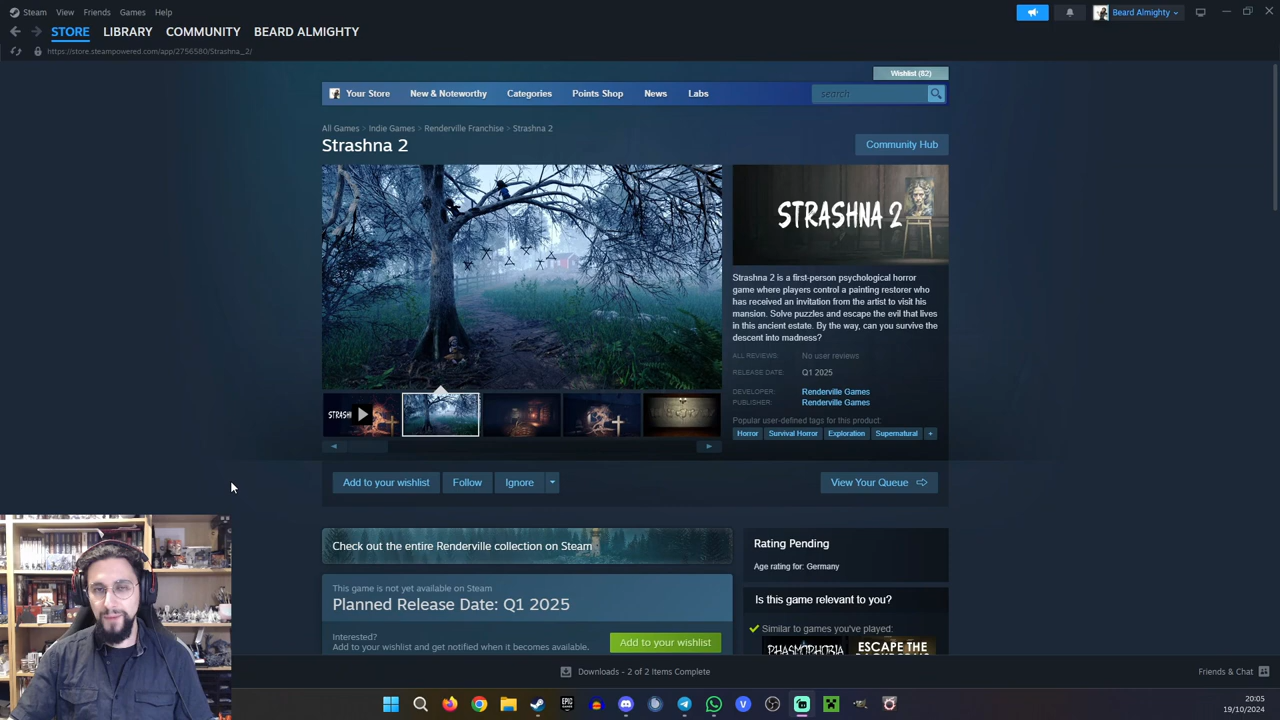 Steam View Friends Games Help
Beard Almighty
STORE LIBRARY COMMUNITY BEARD ALMIGHTY
https://store.steampowered.com/app/2756580/Strashna_2/
Wishlist (82)
Your Store New & Noteworthy Categories Points Shop News Labs
search
All Games > Indie Games > Renderville Franchise > Strashna 2
Strashna 2
Community Hub
STRASHNA 2
Strashna 2 is a first-person psychological horror
game where players control a painting restorer who
has received an invitation from the artist to visit his
mansion. Solve puzzles and escape the evil that lives
in this ancient estate. By the way, can you survive the
descent into madness?
ALL REVIEWS: No user reviews
RELEASE DATE: Q1 2025
DEVELOPER: Renderville Games
PUBLISHER: Renderville Games
Popular user-defined tags for this product:
Horror Survival Horror Exploration Supernatural +
Add to your wishlist Follow Ignore
View Your Queue
Check out the entire Renderville collection on Steam
Rating Pending
Age rating for: Germany
This game is not yet available on Steam
Planned Release Date: Q1 2025
Is this game relevant to you?
Interested?
Add to your wishlist and get notified when it becomes available.
Add to your wishlist
Similar to games you've played:
PHASMOPHOBIA
ESCAPE THE
Downloads - 2 of 2 Items Complete
Friends & Chat
20:05
19/10/2024